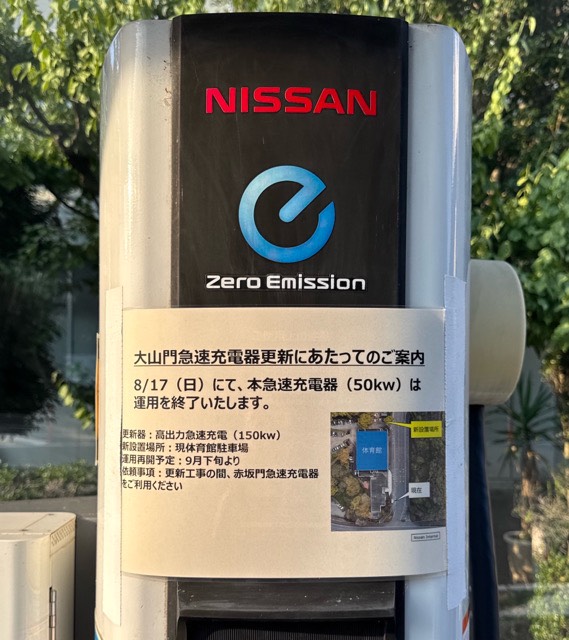 NISSAN
Zero Emission
大山門急速充電器更新にあたってのご案内
8/17（日）にて、本急速充電器（50kw）は
運用を終了いたします。
更新器：高出力急速充電（150kw）
新設置場所：現体育館駐車場
運用再開予定：9月下旬より
依頼事項：更新工事の間、赤坂門急速充電器
をご利用ください
新設置場所
体育館
現在
Nissan Internal